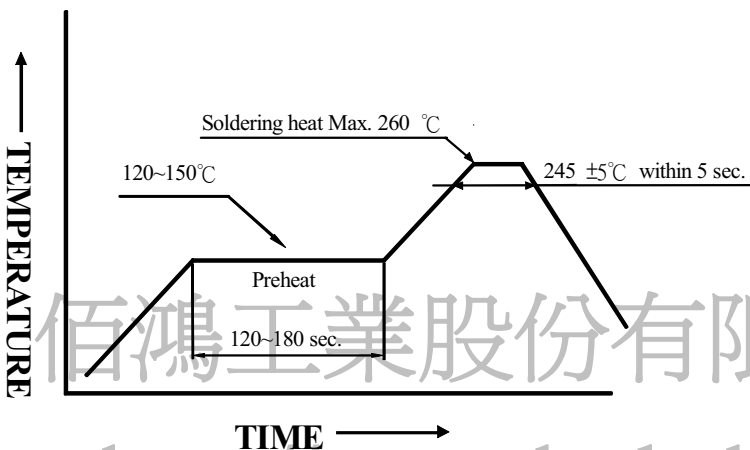 Soldering heat Max. 260 ℃
120~150℃
245 ±5℃ within 5 sec.
Preheat
120~180 sec.
TEMPERATURE
TIME
佰鴻工業股份有限